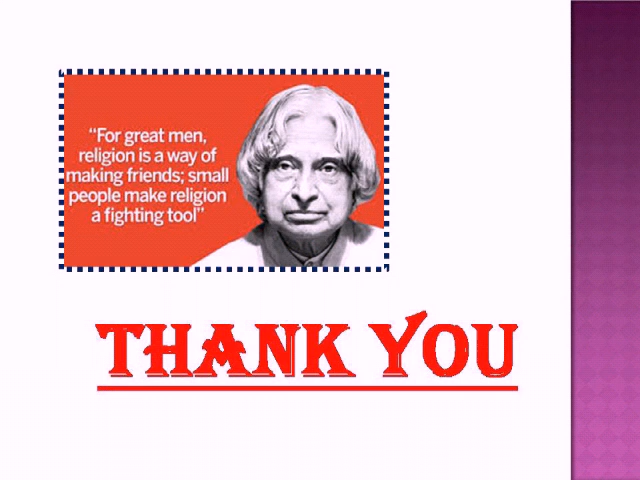 “For great men,
religion is a way of
making friends; small
people make religion
a fighting tool”
THANK YOU